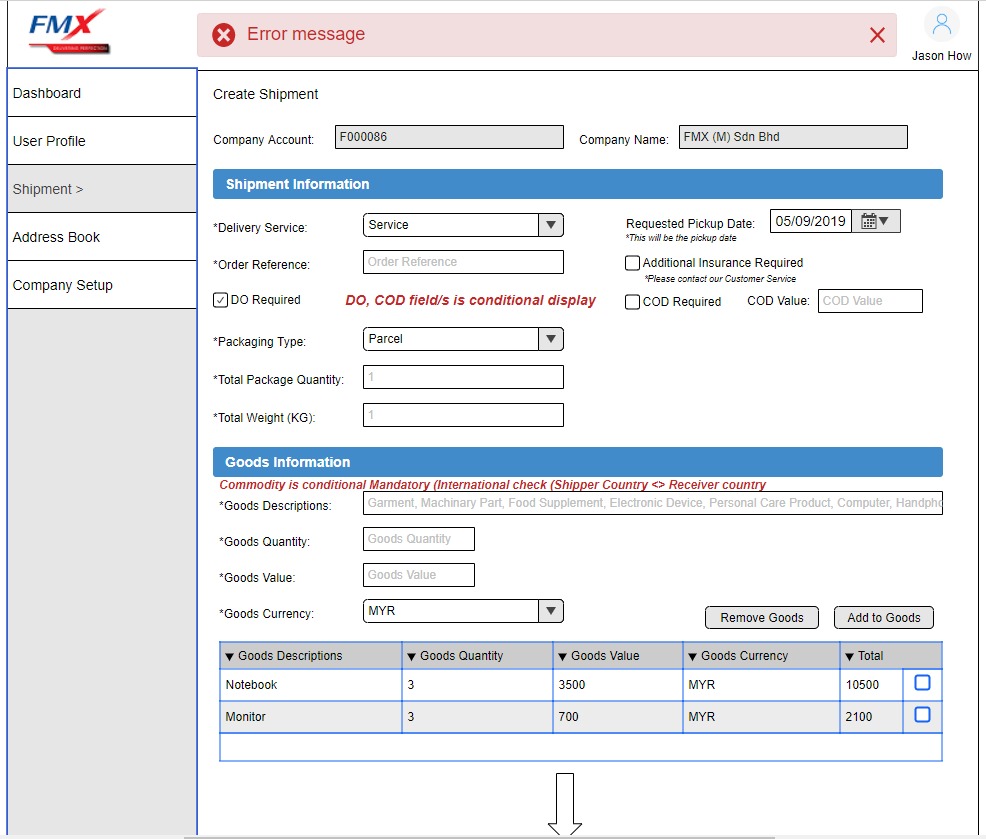 FMX
DELIVERING PERFECTION
Error message
Jason How
Dashboard
User Profile
Shipment >
Address Book
Company Setup
Create Shipment
Company Account: F000086 Company Name: FMX (M) Sdn Bhd
Shipment Information
*Delivery Service: Service Requested Pickup Date: 05/09/2019
*This will be the pickup date
*Order Reference: Order Reference Additional Insurance Required
*Please contact our Customer Service
DO Required DO, COD field/s is conditional display COD Required COD Value: COD Value
*Packaging Type: Parcel
*Total Package Quantity: 1
*Total Weight (KG): 1
Goods Information
Commodity is conditional Mandatory (International check (Shipper Country <> Receiver country
*Goods Descriptions: Garment, Machinary Part, Food Supplement, Electronic Device, Personal Care Product, Computer, Handpho
*Goods Quantity: Goods Quantity
*Goods Value: Goods Value
*Goods Currency: MYR Remove Goods Add to Goods
Goods Descriptions Goods Quantity Goods Value Goods Currency Total
Notebook 3 3500 MYR 10500
Monitor 3 700 MYR 2100